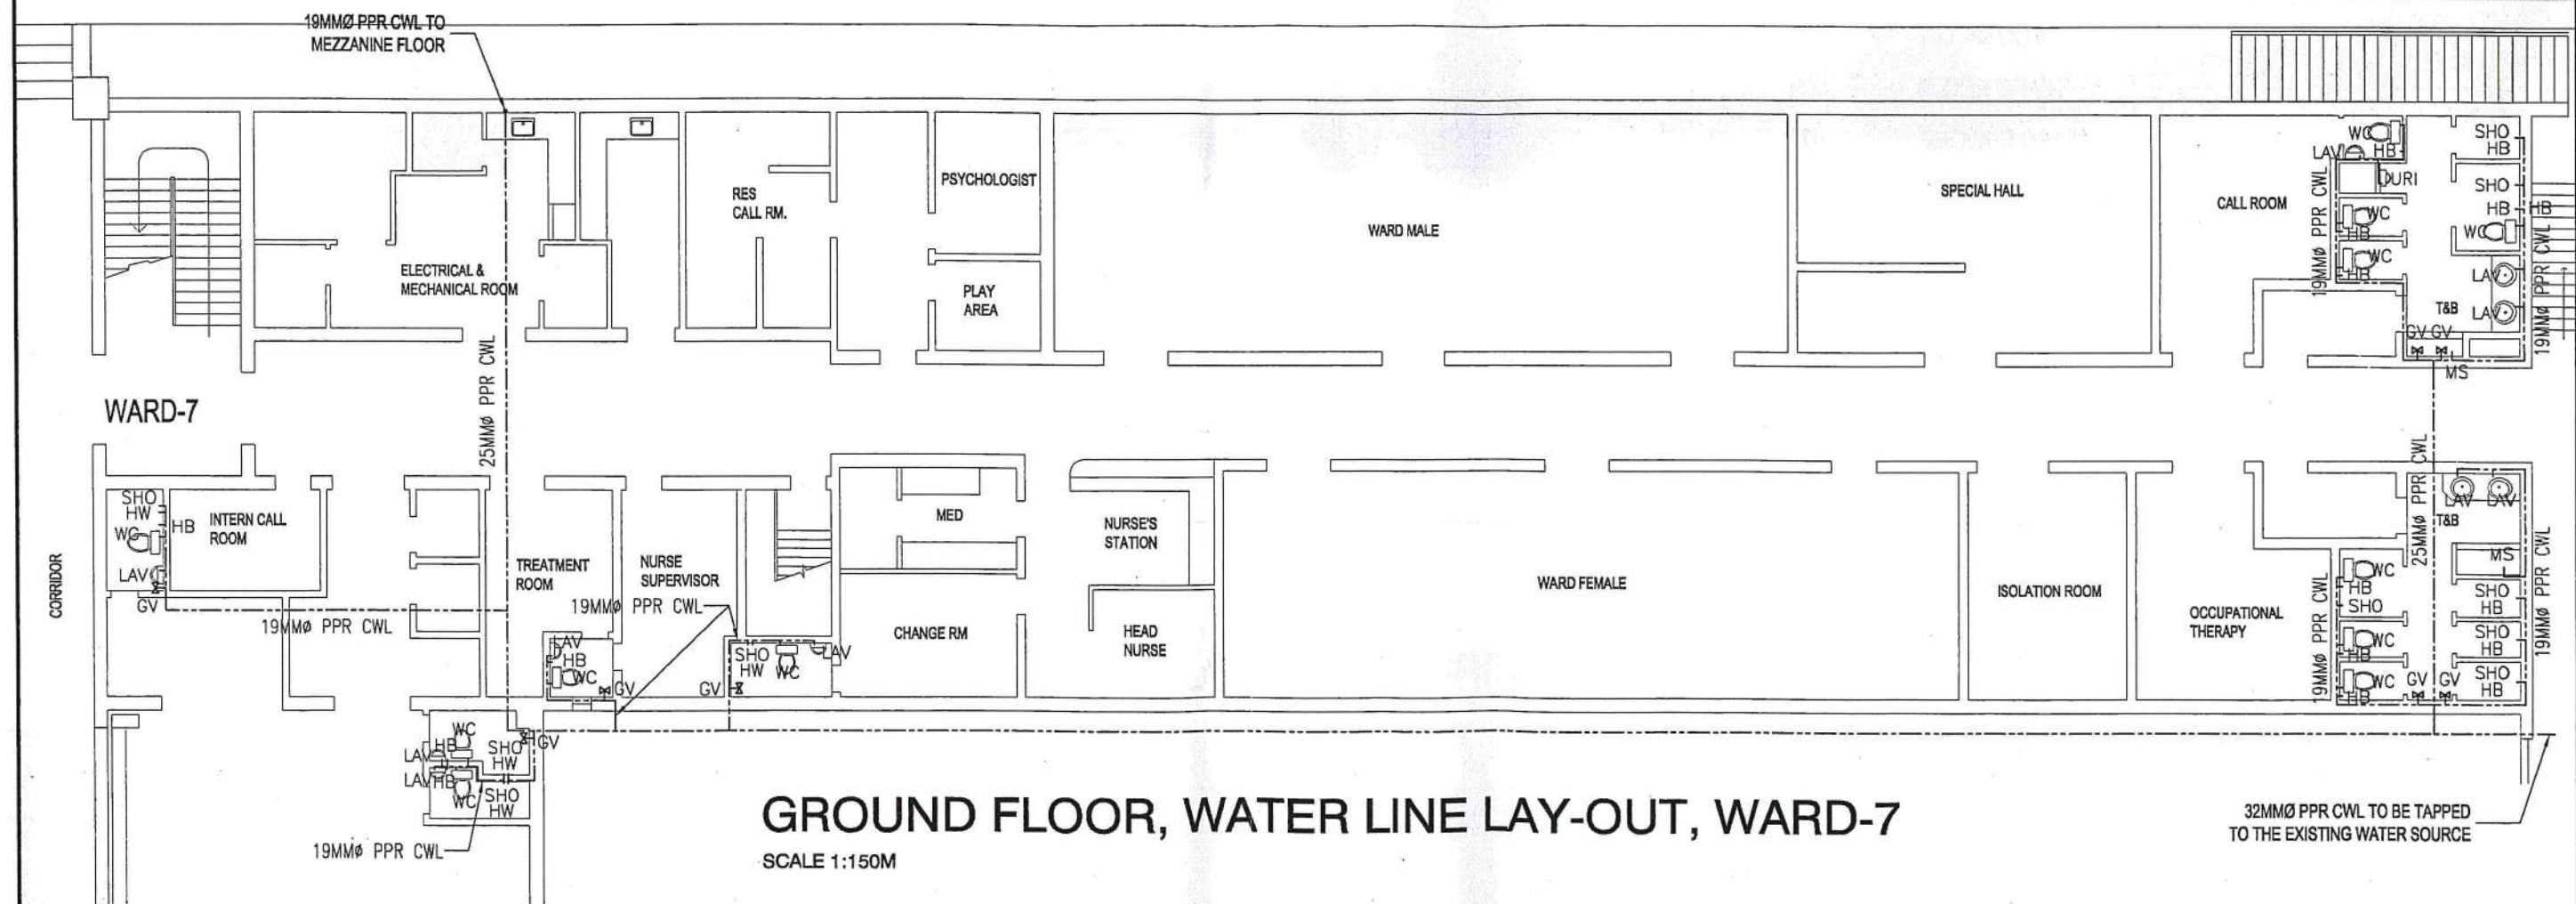 19MMØ PPR CWL TO
MEZZANINE FLOOR
RES
CALL RM.
PSYCHOLOGIST
PLAY
AREA
WARD MALE
SPECIAL HALL
CALL ROOM
ELECTRICAL &
MECHANICAL ROOM
WC
LAV
HB
URI
WC
HB
WC
HB
19MMØ PPR CWL
SHO
HB
SHO
HB
HB
WC
LAV
LAV
T&B
GV GV
MS
19MMØ PPR CWL
25MMØ PPR CWL
WARD-7
CORRIDOR
SHO
HW
HB
WC
LAV
GV
INTERN CALL
ROOM
19MMØ PPR CWL
TREATMENT
ROOM
NURSE
SUPERVISOR
19MMØ PPR CWL
LAV
HB
WC
GV
GV
SHO
HW
WC
LAV
MED
CHANGE RM
NURSE'S
STATION
HEAD
NURSE
WARD FEMALE
ISOLATION ROOM
OCCUPATIONAL
THERAPY
25MMØ PPR CWL
LAV
LAV
T&B
MS
WC
HB
SHO
WC
HB
WC
HB
19MMØ PPR CWL
GV
GV
SHO
HB
SHO
HB
SHO
HB
19MMØ PPR CWL
WC
HB
LAV
SHO
HW
GV
LAV
HB
WC
SHO
HW
19MMØ PPR CWL
GROUND FLOOR, WATER LINE LAY-OUT, WARD-7
SCALE 1:150M
32MMØ PPR CWL TO BE TAPPED
TO THE EXISTING WATER SOURCE